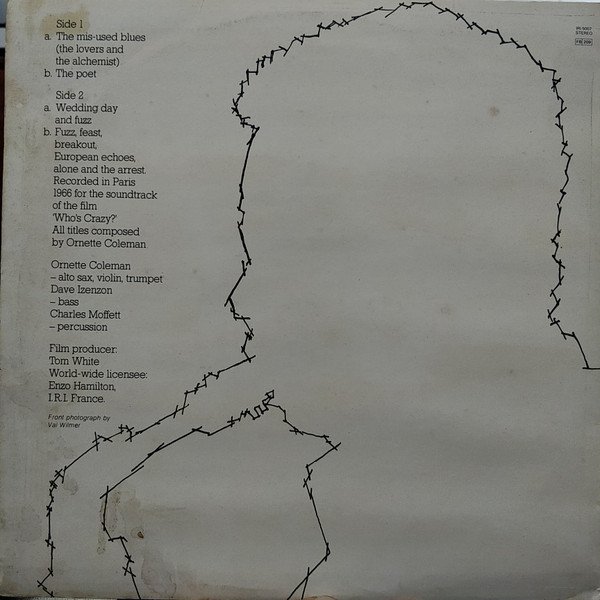 Side 1
a. The mis-used blues
(the lovers and
the alchemist)
b. The poet
Side 2
a. Wedding day
and fuzz
b. Fuzz, feast,
breakout,
European echoes,
alone and the arrest.
Recorded in Paris
1966 for the soundtrack
of the film
'Who's Crazy?'
All titles composed
by Ornette Coleman
Ornette Coleman
– alto sax, violin, trumpet
Dave Izenzon
– bass
Charles Moffett
– percussion
Film producer:
Tom White
World-wide licensee:
Enzo Hamilton,
I.R.I. France.
Front photograph by
Val Wilmer
STEREO